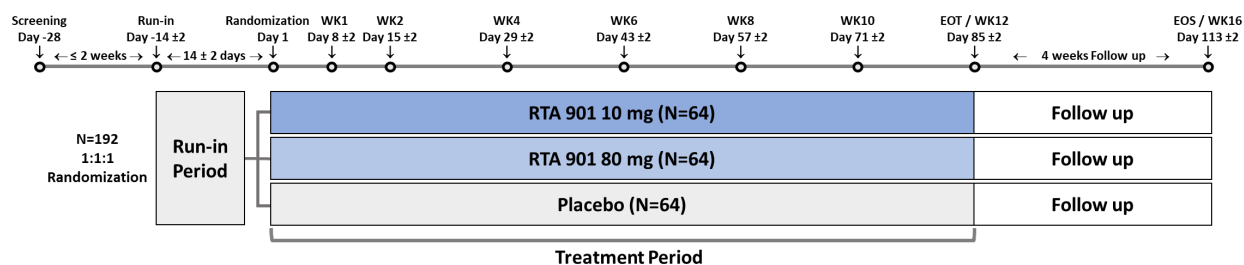 Screening
Day -28
Run-in
Day -14 ±2
Randomization
Day 1
WK1
Day 8 ±2
WK2
Day 15 ±2
WK4
Day 29 ±2
WK6
Day 43 ±2
WK8
Day 57 ±2
WK10
Day 71 ±2
EOT / WK12
Day 85 ±2
EOS / WK16
Day 113 ±2
←≤ 2 weeks→
← 14 ± 2 days→
← 4 weeks Follow up →
N=192
1:1:1
Randomization
Run-in
Period
RTA 901 10 mg (N=64)
Follow up
RTA 901 80 mg (N=64)
Follow up
Placebo (N=64)
Follow up
Treatment Period